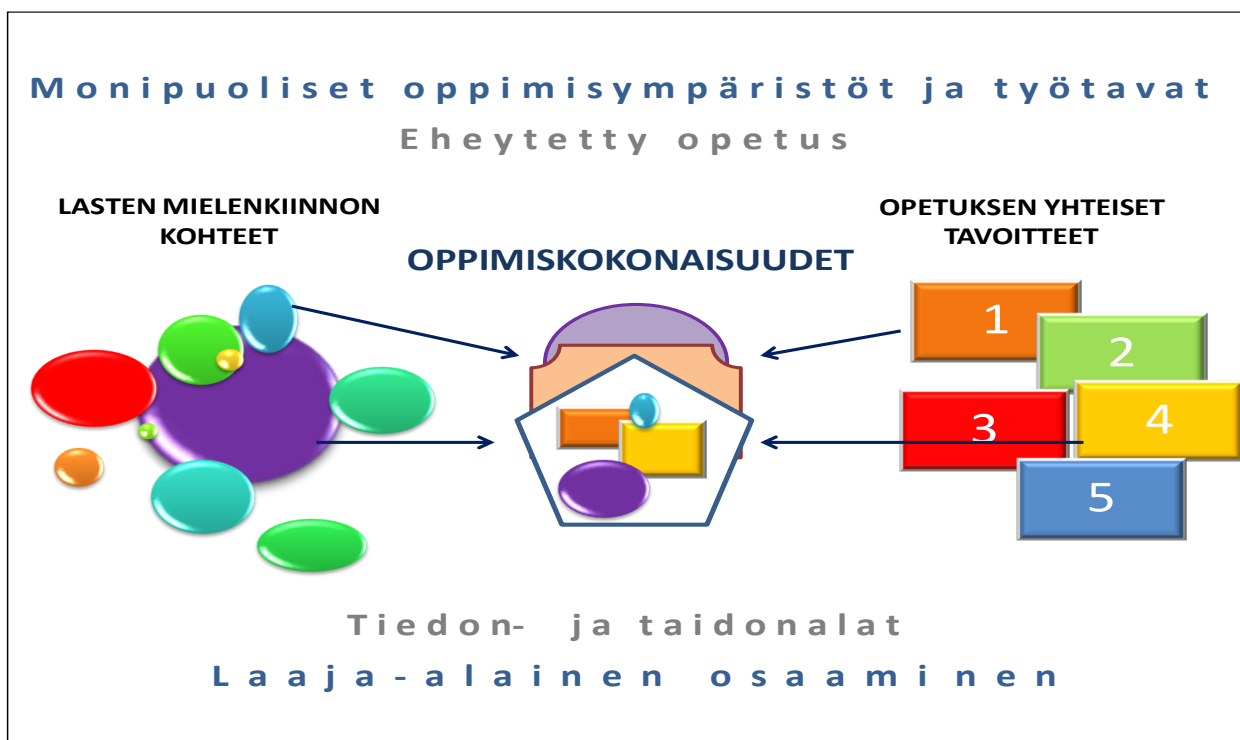 Monipuoliset oppimisympäristöt ja työtavat
Eheytetty opetus
LASTEN MIELENKIINNON
KOHTEET
OPETUKSEN YHTEISET
TAVOITTEET
OPPIMISKOKONAISUUDET
1
2
3
4
5
Tiedon- ja taidonalat
Laaja-alainen osaaminen